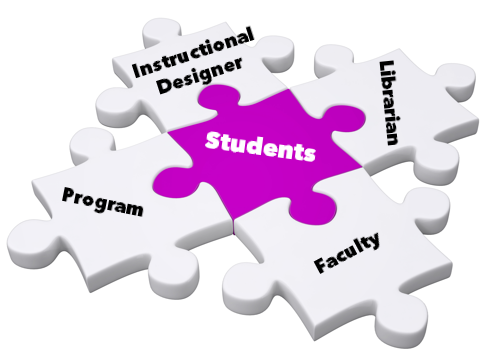 Instructional
Designer
Librarian
Students
Program
Faculty